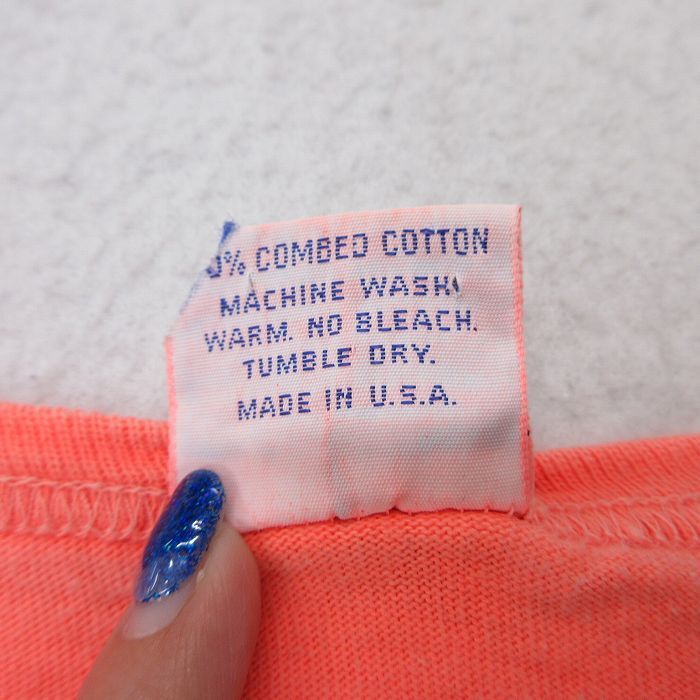 % COMBED COTTON
MACHINE WASH
WARM. NO BLEACH.
TUMBLE DRY.
MADE IN U.S.A.